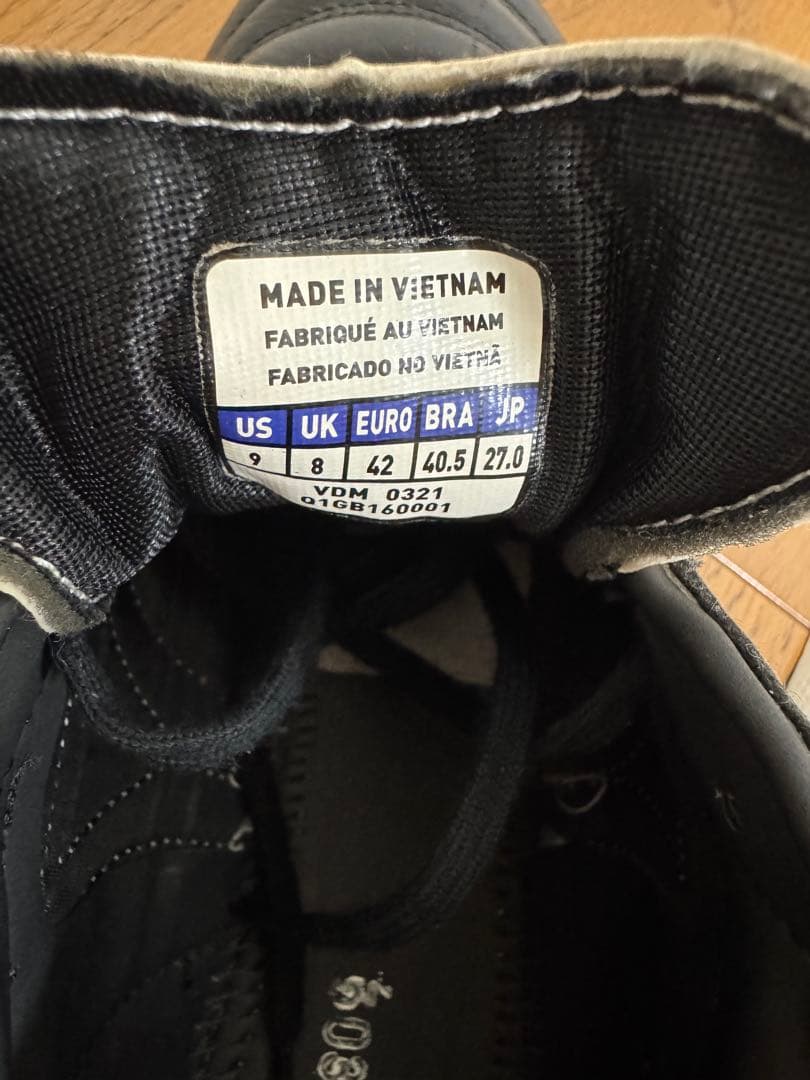 MADE IN VIETNAM
FABRIQUÉ AU VIETNAM
FABRICADO NO VIETNÃ
US UK EURO BRA JP
9 8 42 40.5 27.0
VDM 0321
Q1GB160001